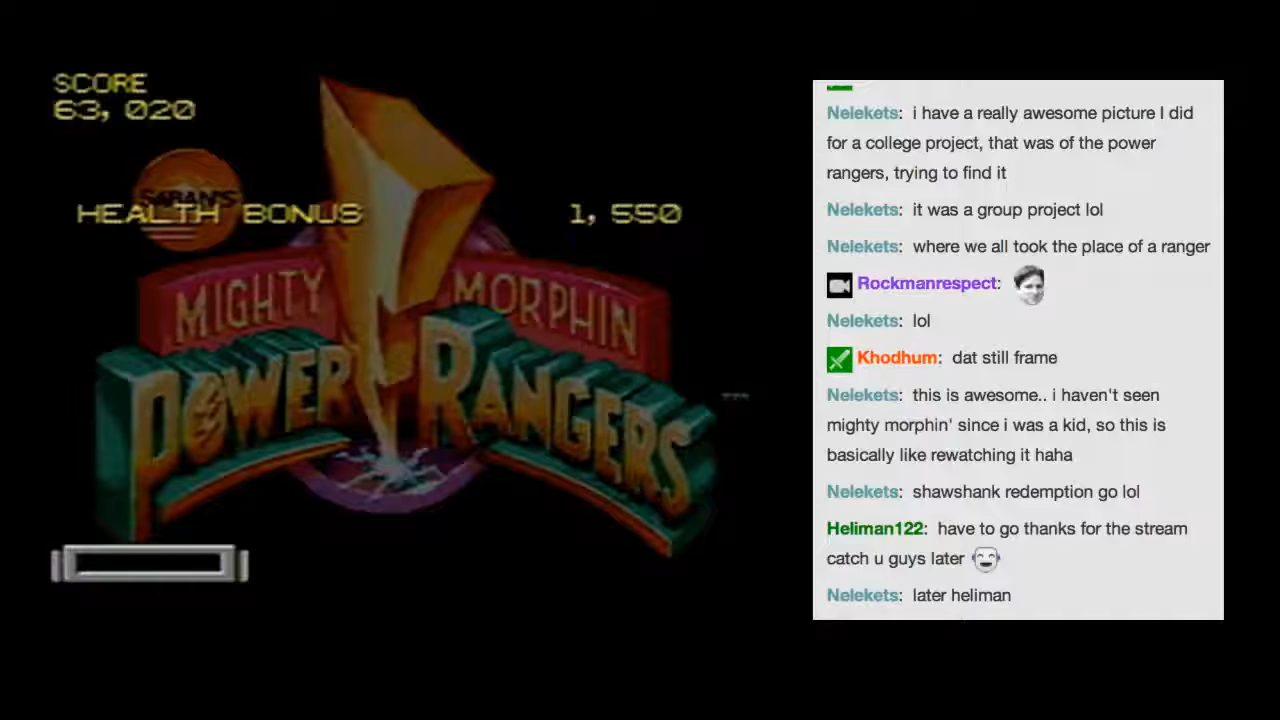 SCORE
63, 020
SABAN'S
HEALTH BONUS 1, 550
MIGHTY MORPHIN
POWER RANGERS
Nelekets: i have a really awesome picture I did
for a college project, that was of the power
rangers, trying to find it
Nelekets: it was a group project lol
Nelekets: where we all took the place of a ranger
Rockmanrespect:
Nelekets: lol
Khodhum: dat still frame
Nelekets: this is awesome.. i haven't seen
mighty morphin' since i was a kid, so this is
basically like rewatching it haha
Nelekets: shawshank redemption go lol
Heliman122: have to go thanks for the stream
catch u guys later
Nelekets: later heliman